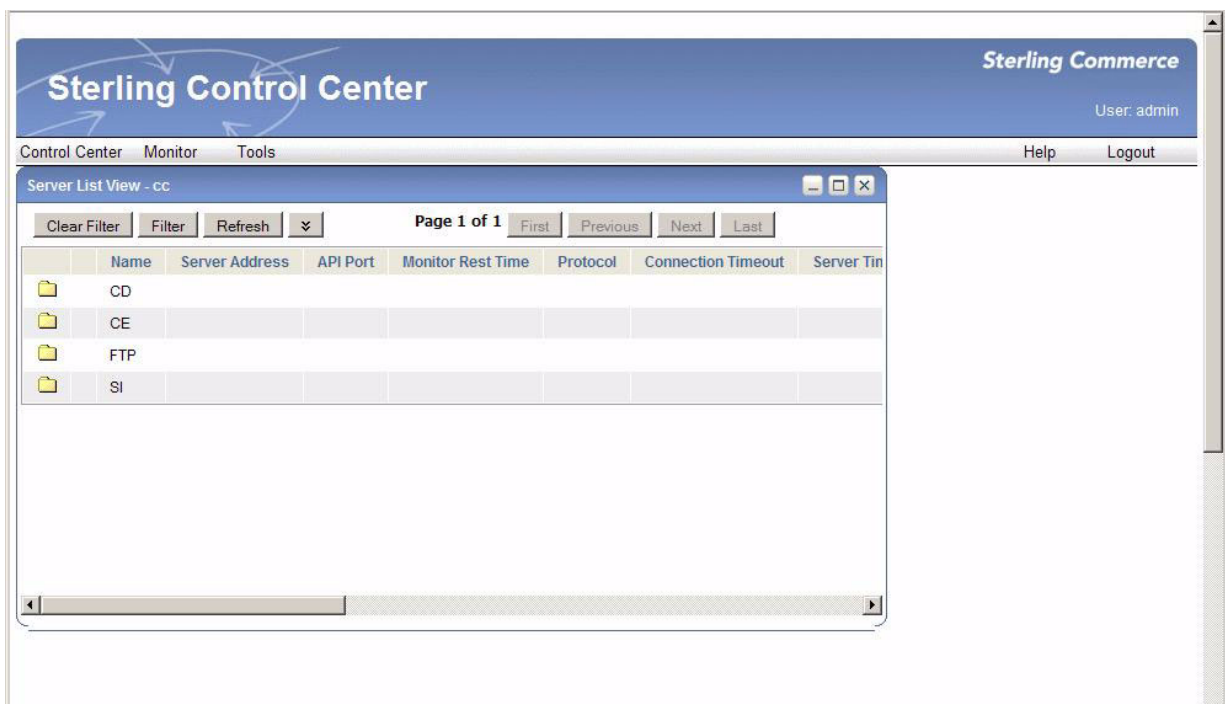 Sterling Commerce
Sterling Control Center
User: admin
Control Center Monitor Tools Help Logout
Server List View - cc
Clear Filter Filter Refresh Page 1 of 1 First Previous Next Last
Name Server Address API Port Monitor Rest Time Protocol Connection Timeout Server Tim
CD
CE
FTP
SI